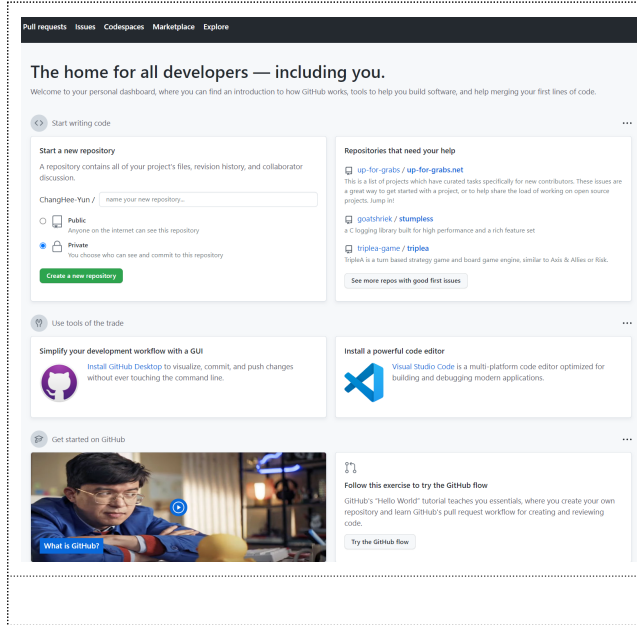 Pull requests Issues Codespaces Marketplace Explore
The home for all developers — including you.
Welcome to your personal dashboard, where you can find an introduction to how GitHub works, tools to help you build software, and help merging your first lines of code.
Start writing code
Start a new repository
A repository contains all of your project's files, revision history, and collaborator
discussion.
ChangHee-Yun / name your new repository...
Public
Anyone on the internet can see this repository
Private
You choose who can see and commit to this repository
Create a new repository
Repositories that need your help
up-for-grabs / up-for-grabs.net
This is a list of projects which have curated tasks specifically for new contributors. These issues are
a great way to get started with a project, or to help share the load of working on open source
projects. Jump in!
goatshriek / stumpless
a C logging library built for high performance and a rich feature set
triplea-game / triplea
TripleA is a turn based strategy game and board game engine, similar to Axis & Allies or Risk.
See more repos with good first issues
Use tools of the trade
Simplify your development workflow with a GUI
Install GitHub Desktop to visualize, commit, and push changes
without ever touching the command line.
Install a powerful code editor
Visual Studio Code is a multi-platform code editor optimized for
building and debugging modern applications.
Get started on GitHub
What is GitHub?
Follow this exercise to try the GitHub flow
GitHub's "Hello World" tutorial teaches you essentials, where you create your own
repository and learn GitHub's pull request workflow for creating and reviewing
code.
Try the GitHub flow